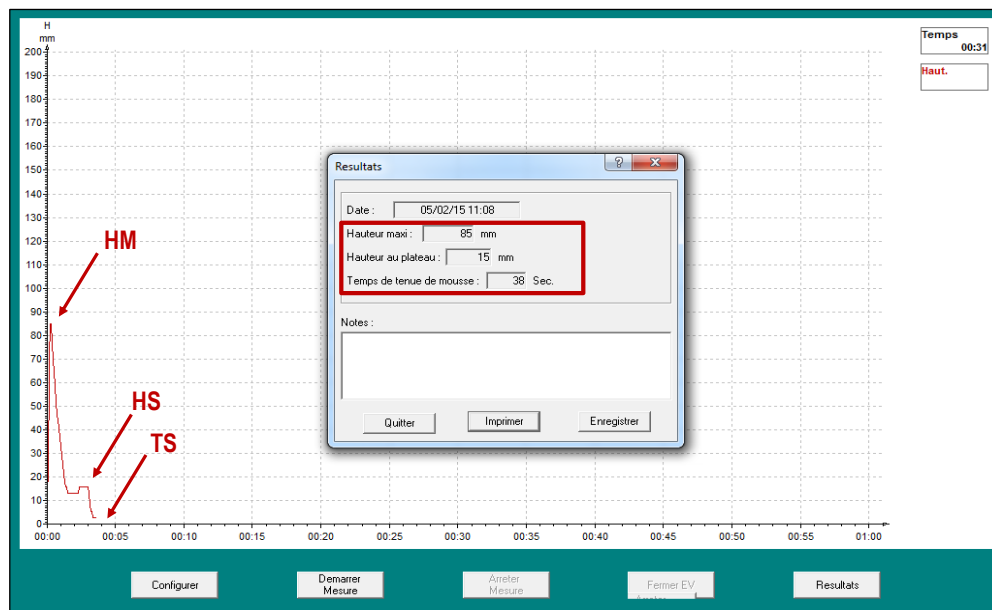 H
mm
200
190
180
170
160
150
140
130
120
110
100
90
80
70
60
50
40
30
20
10
0
00:00 00:05 00:10 00:15 00:20 00:25 00:30 00:35 00:40 00:45 00:50 00:55 01:00
HM
HS
TS
Temps
00:31
Haut.
Resultats
?
Date : 05/02/15 11:08
Hauteur maxi : 85 mm
Hauteur au plateau : 15 mm
Temps de tenue de mousse : 38 Sec.
Notes :
Quitter Imprimer Enregistrer
Configurer
Demarrer
Mesure
Arreter
Mesure
Fermer EV
Resultats